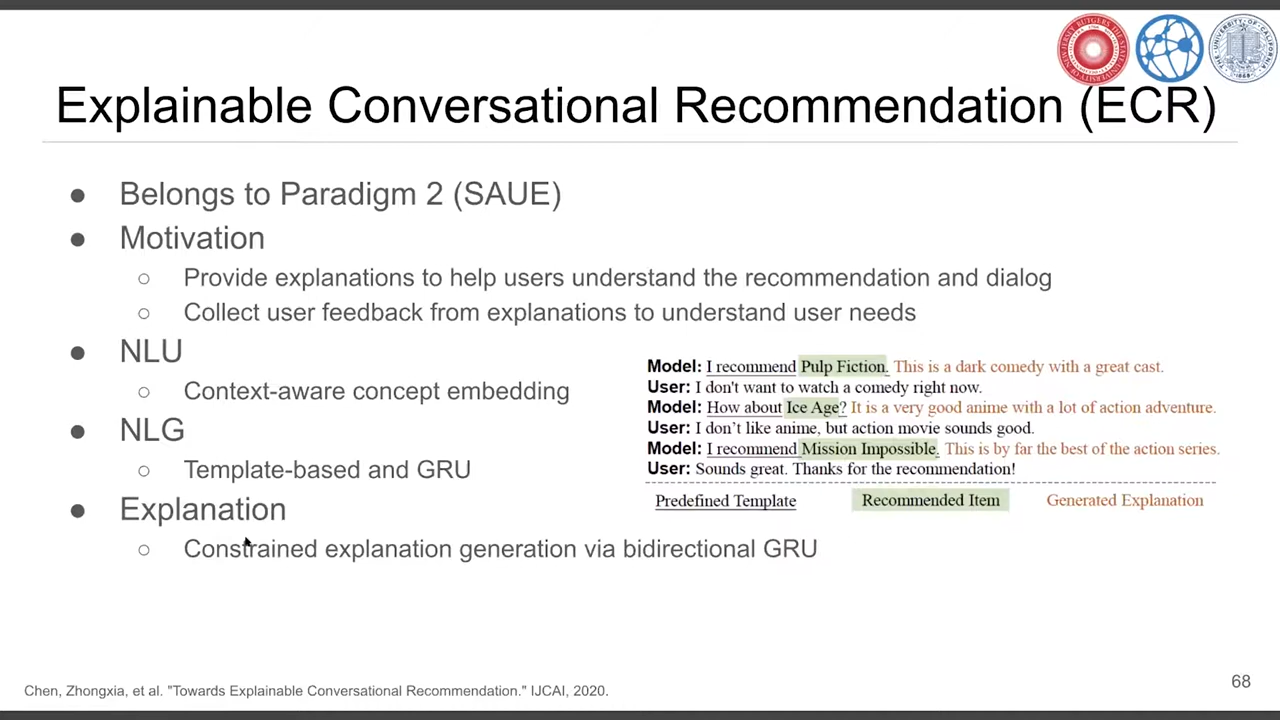 Explainable Conversational Recommendation (ECR)
● Belongs to Paradigm 2 (SAUE)
● Motivation
○ Provide explanations to help users understand the recommendation and dialog
○ Collect user feedback from explanations to understand user needs
● NLU
○ Context-aware concept embedding
● NLG
○ Template-based and GRU
● Explanation
○ Constrained explanation generation via bidirectional GRU
Model: I recommend Pulp Fiction. This is a dark comedy with a great cast.
User: I don't want to watch a comedy right now.
Model: How about Ice Age? It is a very good anime with a lot of action adventure.
User: I don't like anime, but action movie sounds good.
Model: I recommend Mission Impossible. This is by far the best of the action series.
User: Sounds great. Thanks for the recommendation!
Predefined Template Recommended Item Generated Explanation
Chen, Zhongxia, et al. "Towards Explainable Conversational Recommendation." IJCAI, 2020.
68